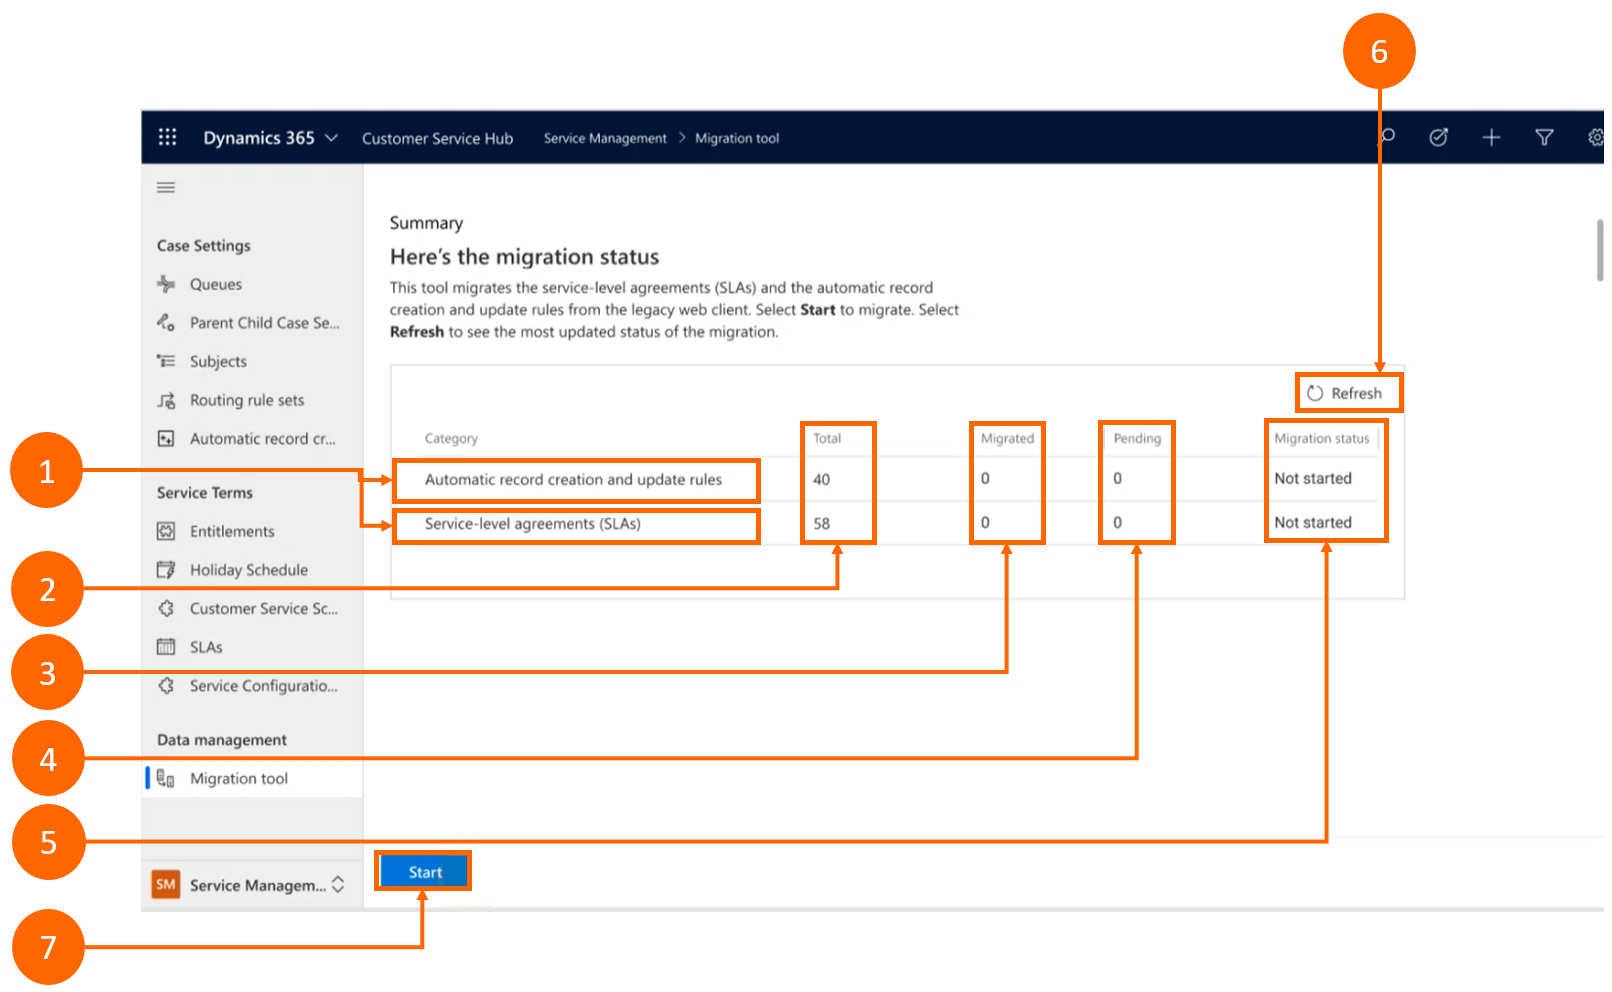 6
Dynamics 365
Customer Service Hub
Service Management > Migration tool
Summary
Here's the migration status
This tool migrates the service-level agreements (SLAs) and the automatic record
creation and update rules from the legacy web client. Select Start to migrate. Select
Refresh to see the most updated status of the migration.
Case Settings
Queues
Parent Child Case Se...
Subjects
Routing rule sets
Automatic record cr...
Service Terms
Entitlements
Holiday Schedule
Customer Service Sc...
SLAs
Service Configuratio...
Data management
Migration tool
SM Service Managem...
Refresh
Category Total Migrated Pending Migration status
Automatic record creation and update rules 40 0 0 Not started
Service-level agreements (SLAs) 58 0 0 Not started
Start
1
2
3
4
5
7